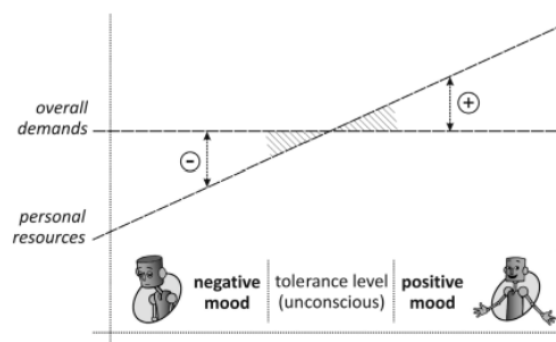 overall
demands
+
−
personal
resources
negative
mood
tolerance level
(unconscious)
positive
mood